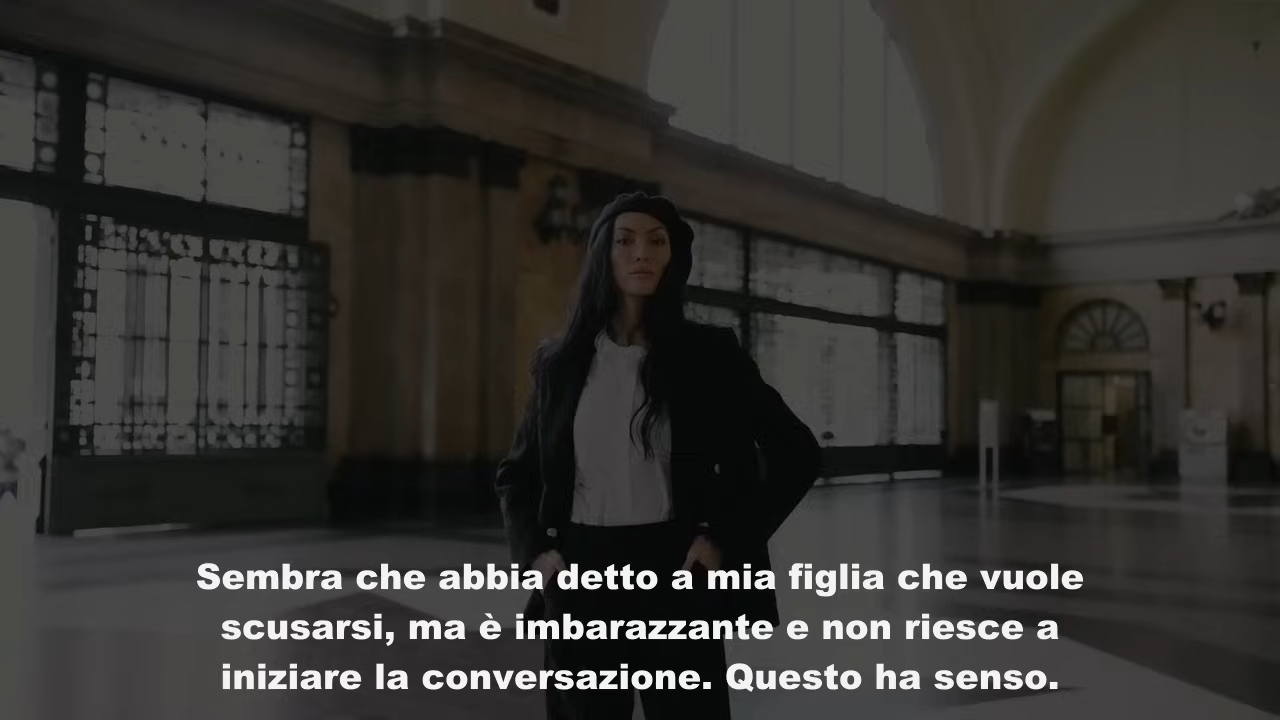 Sembra che abbia detto a mia figlia che vuole
scusarsi, ma è imbarazzante e non riesce a
iniziare la conversazione. Questo ha senso.